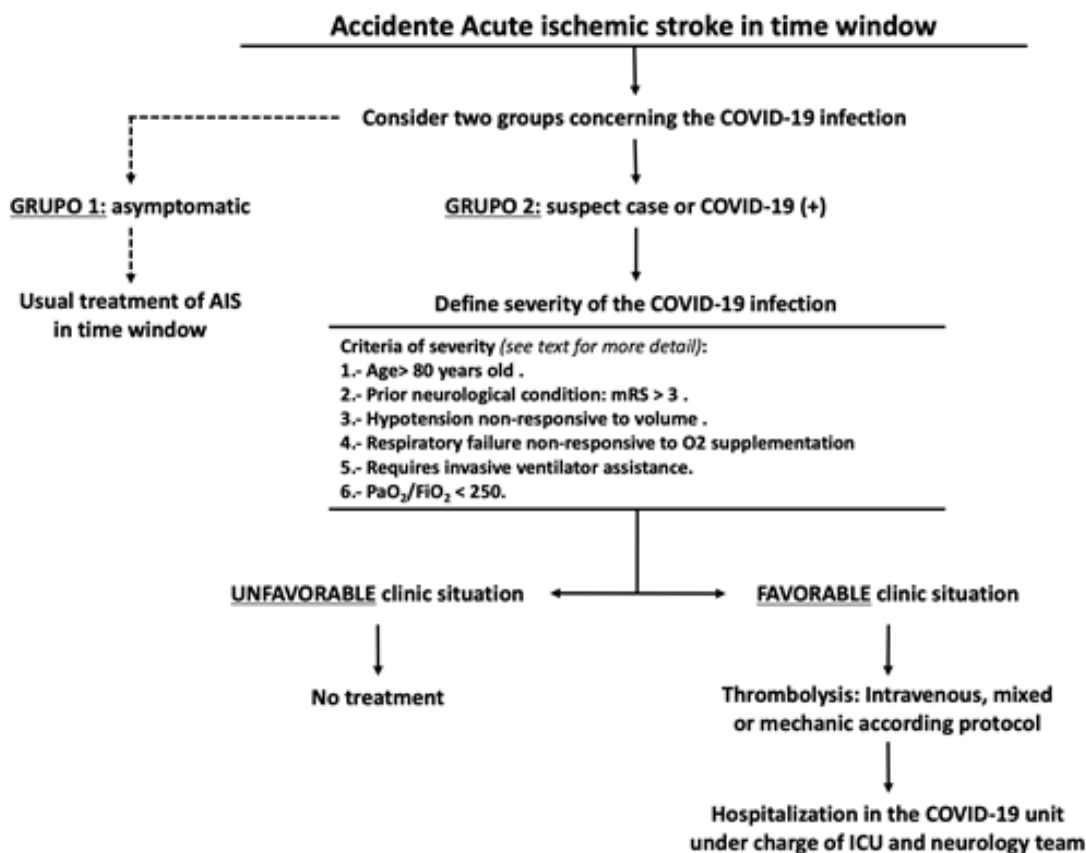 Accidente Acute ischemic stroke in time window
Consider two groups concerning the COVID-19 infection
GRUPO 1: asymptomatic
GRUPO 2: suspect case or COVID-19 (+)
Usual treatment of AIS
in time window
Define severity of the COVID-19 infection
Criteria of severity (see text for more detail):
1.- Age> 80 years old .
2.- Prior neurological condition: mRS > 3 .
3.- Hypotension non-responsive to volume .
4.- Respiratory failure non-responsive to O2 supplementation
5.- Requires invasive ventilator assistance.
6.- PaO₂/FiO₂ < 250.
UNFAVORABLE clinic situation
FAVORABLE clinic situation
No treatment
Thrombolysis: Intravenous, mixed
or mechanic according protocol
Hospitalization in the COVID-19 unit
under charge of ICU and neurology team